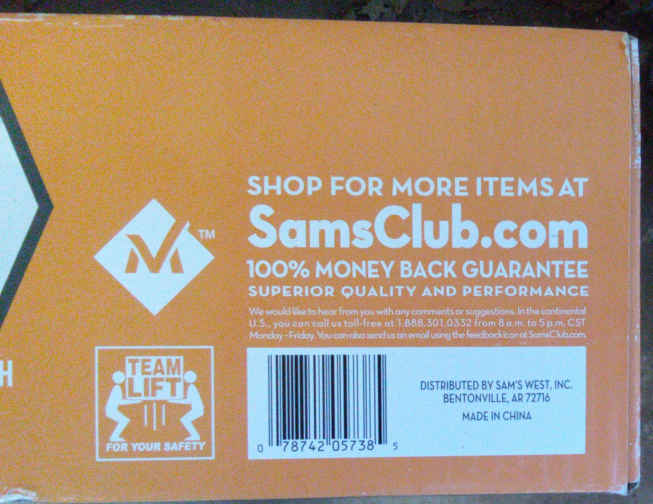 SHOP FOR MORE ITEMS AT
SamsClub.com
100% MONEY BACK GUARANTEE
SUPERIOR QUALITY AND PERFORMANCE
We would like to hear from you with any comments or suggestions. In the continental
U.S., you can call us toll-free at 1.888.301.0332 from 8 a.m. to 5 p.m. CST
Monday-Friday. You can also send us an email using the feedback icon at SamsClub.com.
M™
H
TEAM
LIFT
FOR YOUR SAFETY
DISTRIBUTED BY SAM'S WEST, INC.
BENTONVILLE, AR 72716
MADE IN CHINA
0 78742 05738 5